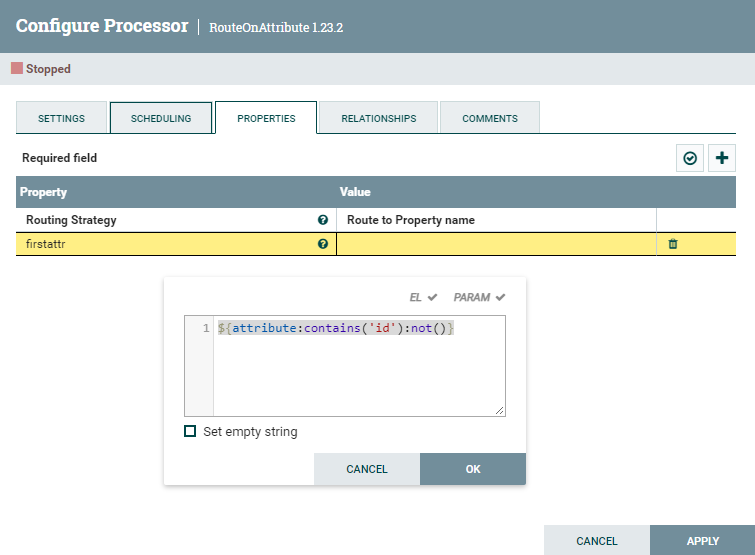 Configure Processor | RouteOnAttribute 1.23.2
Stopped
SETTINGS SCHEDULING PROPERTIES RELATIONSHIPS COMMENTS
Required field
Property Value
Routing Strategy Route to Property name
firstattr
EL PARAM
1 ${attribute:contains('id'):not()}
Set empty string
CANCEL OK
CANCEL APPLY